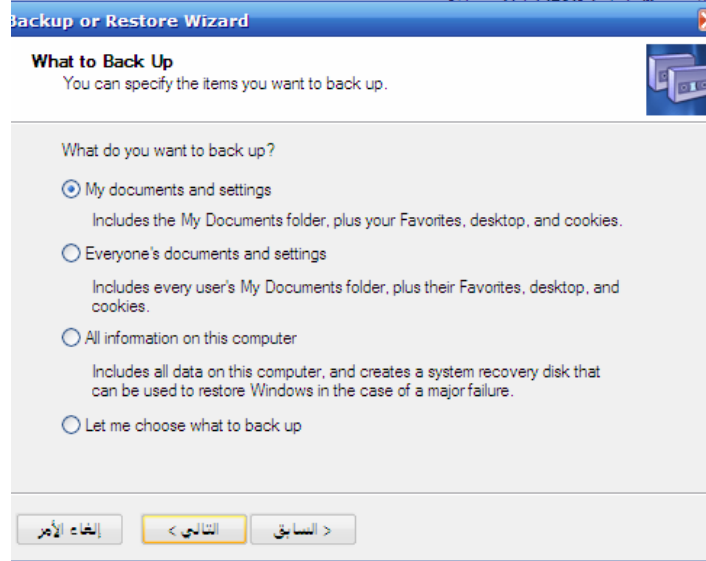 Backup or Restore Wizard
What to Back Up
You can specify the items you want to back up.
What do you want to back up?
My documents and settings
Includes the My Documents folder, plus your Favorites, desktop, and cookies.
Everyone's documents and settings
Includes every user's My Documents folder, plus their Favorites, desktop, and
cookies.
All information on this computer
Includes all data on this computer, and creates a system recovery disk that
can be used to restore Windows in the case of a major failure.
Let me choose what to back up
< السابق التالي > إلغاء الأمر